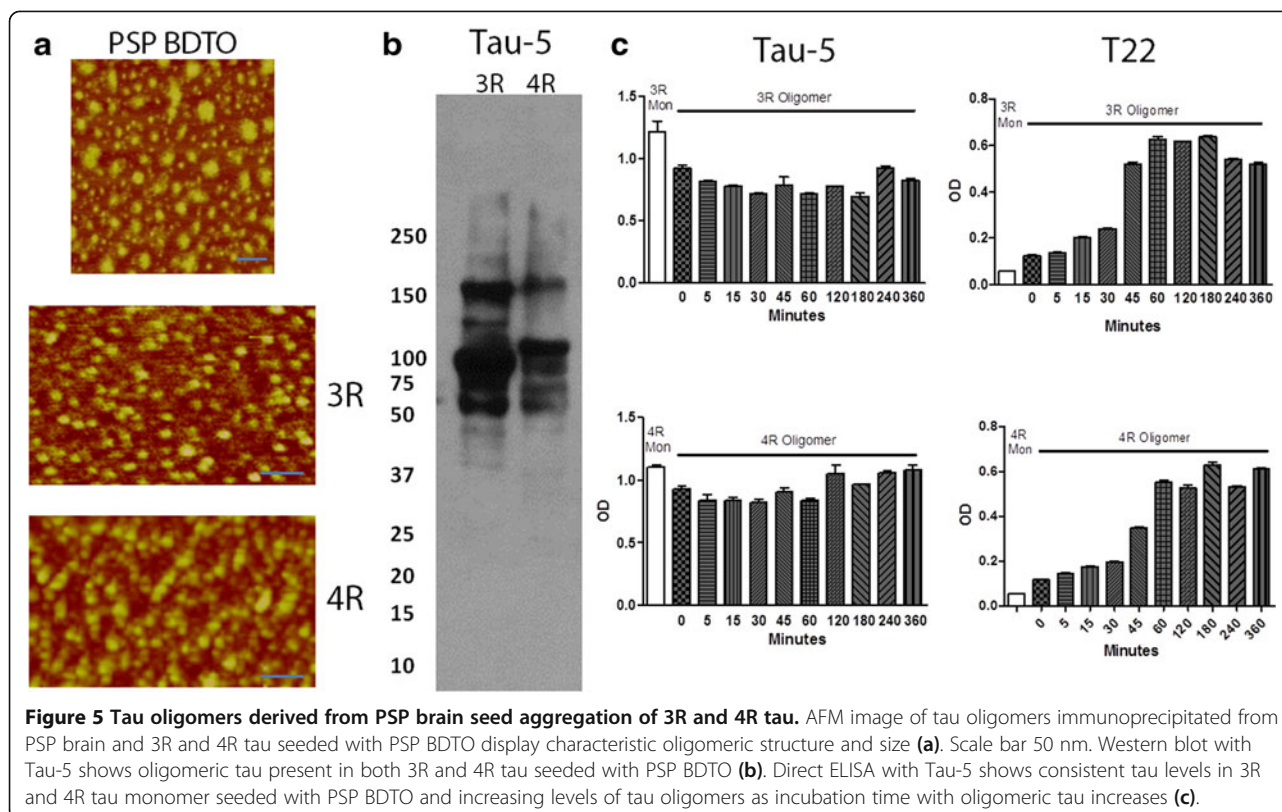 a
PSP BDTO
3R
4R
b
Tau-5
3R 4R
250
150
100
75
50
37
25
20
15
10
c
Tau-5
3R Mon
3R Oligomer
1.5
1.0
0.5
0.0
0 5 15 30 45 60 120 180 240 360
Minutes
T22
3R Mon
3R Oligomer
OD
0.8
0.6
0.4
0.2
0.0
0 5 15 30 45 60 120 180 240 360
Minutes
4R Mon
4R Oligomer
OD
1.5
1.0
0.5
0.0
0 5 15 30 45 60 120 180 240 360
Minutes
4R Mon
4R Oligomer
OD
0.8
0.6
0.4
0.2
0.0
0 5 15 30 45 60 120 180 240 360
Minutes
Figure 5 Tau oligomers derived from PSP brain seed aggregation of 3R and 4R tau. AFM image of tau oligomers immunoprecipitated from
PSP brain and 3R and 4R tau seeded with PSP BDTO display characteristic oligomeric structure and size (a). Scale bar 50 nm. Western blot with
Tau-5 shows oligomeric tau present in both 3R and 4R tau seeded with PSP BDTO (b). Direct ELISA with Tau-5 shows consistent tau levels in 3R
and 4R tau monomer seeded with PSP BDTO and increasing levels of tau oligomers as incubation time with oligomeric tau increases (c).